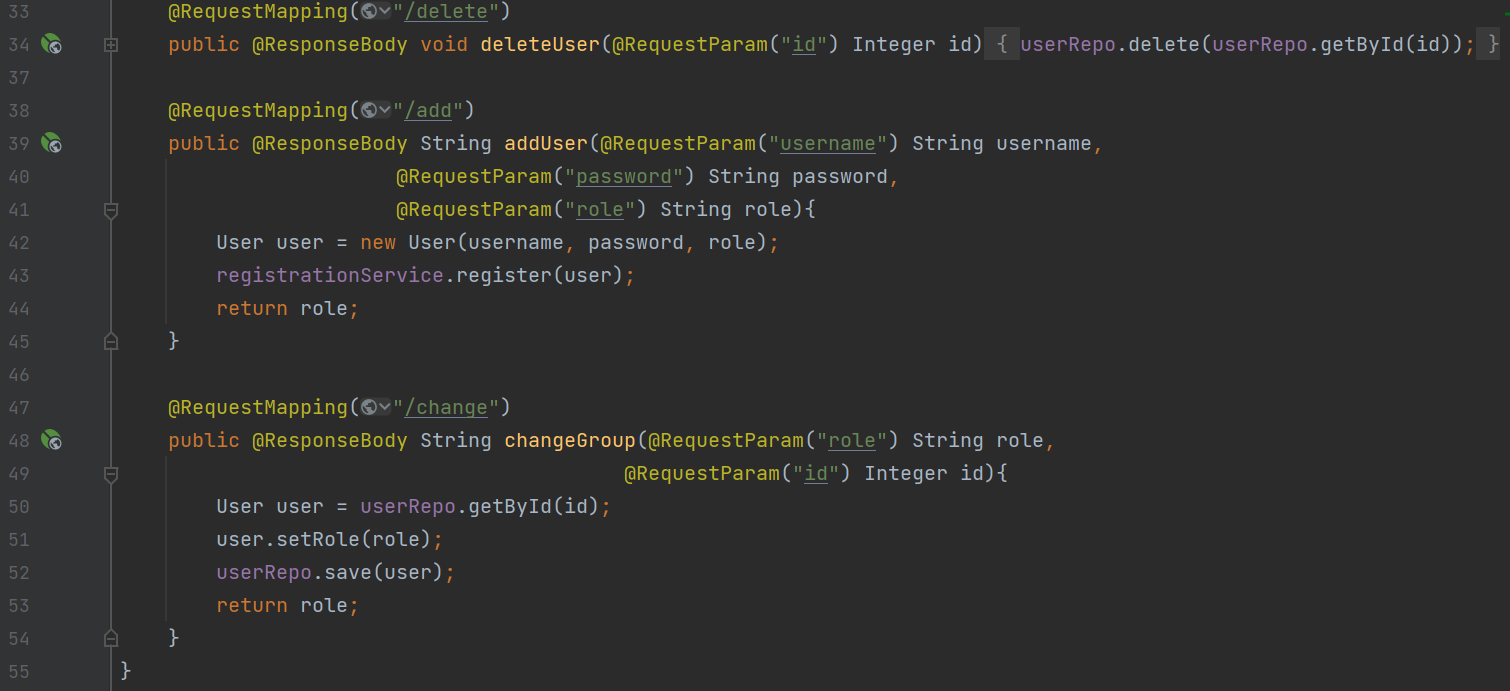 33 @RequestMapping("/delete")
34 public @ResponseBody void deleteUser(@RequestParam("id") Integer id) { userRepo.delete(userRepo.getById(id)); }
37
38 @RequestMapping("/add")
39 public @ResponseBody String addUser(@RequestParam("username") String username,
40 @RequestParam("password") String password,
41 @RequestParam("role") String role){
42 User user = new User(username, password, role);
43 registrationService.register(user);
44 return role;
45 }
46
47 @RequestMapping("/change")
48 public @ResponseBody String changeGroup(@RequestParam("role") String role,
49 @RequestParam("id") Integer id){
50 User user = userRepo.getById(id);
51 user.setRole(role);
52 userRepo.save(user);
53 return role;
54 }
55 }